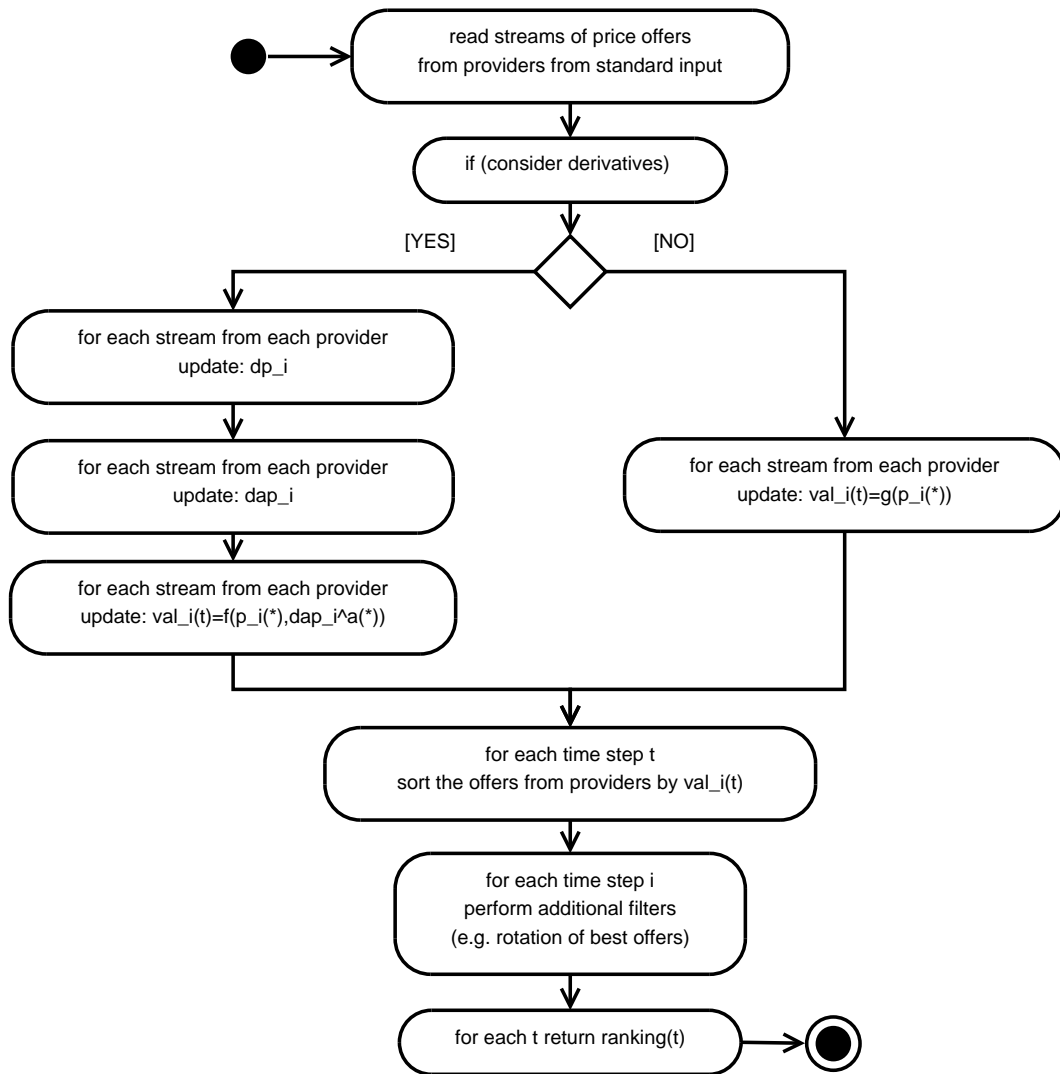 read streams of price offers
from providers from standard input
if (consider derivatives)
[YES]
[NO]
for each stream from each provider
update: dp_i
for each stream from each provider
update: dap_i
for each stream from each provider
update: val_i(t)=g(p_i(*))
for each stream from each provider
update: val_i(t)=f(p_i(*),dap_i^a(*))
for each time step t
sort the offers from providers by val_i(t)
for each time step i
perform additional filters
(e.g. rotation of best offers)
for each t return ranking(t)